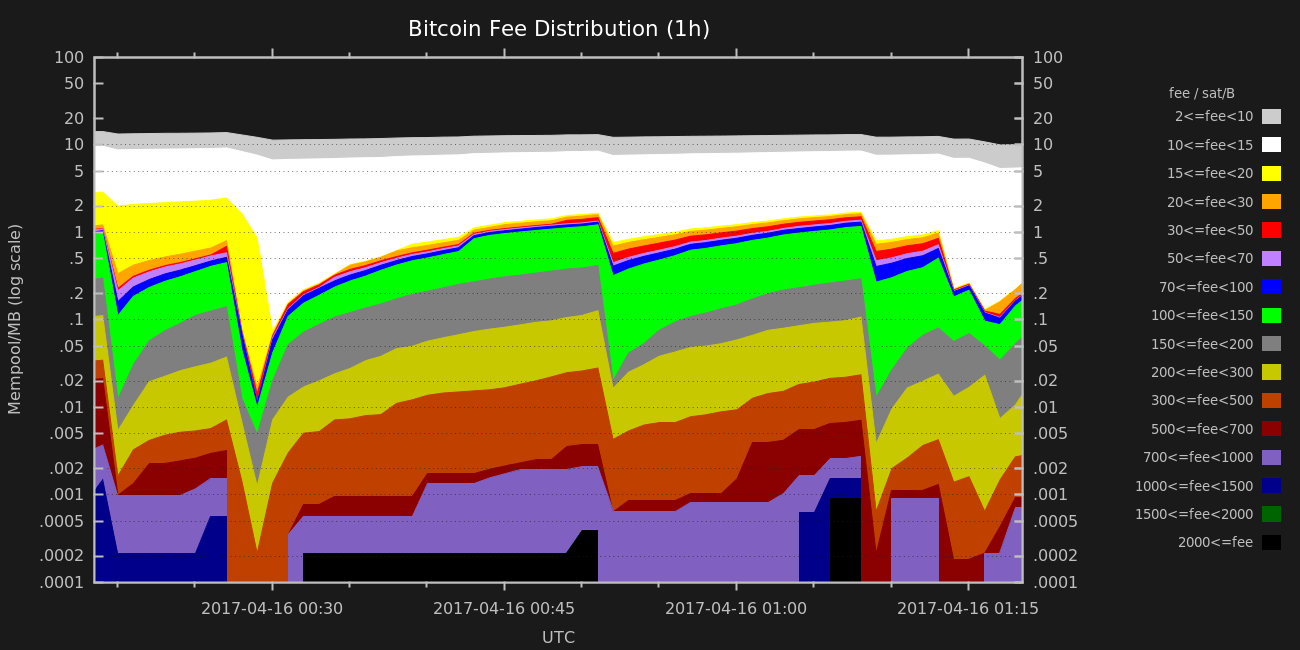 Bitcoin Fee Distribution (1h)
100 100
50 50
20 20
10 10
5 5
2 2
1 1
.5 .5
.2 .2
.1 .1
.05 .05
.02 .02
.01 .01
.005 .005
.002 .002
.001 .001
.0005 .0005
.0002 .0002
.0001 .0001
Mempool/MB (log scale)
2017-04-16 00:30 2017-04-16 00:45 2017-04-16 01:00 2017-04-16 01:15
UTC
fee / sat/B
2<=fee<10
10<=fee<15
15<=fee<20
20<=fee<30
30<=fee<50
50<=fee<70
70<=fee<100
100<=fee<150
150<=fee<200
200<=fee<300
300<=fee<500
500<=fee<700
700<=fee<1000
1000<=fee<1500
1500<=fee<2000
2000<=fee